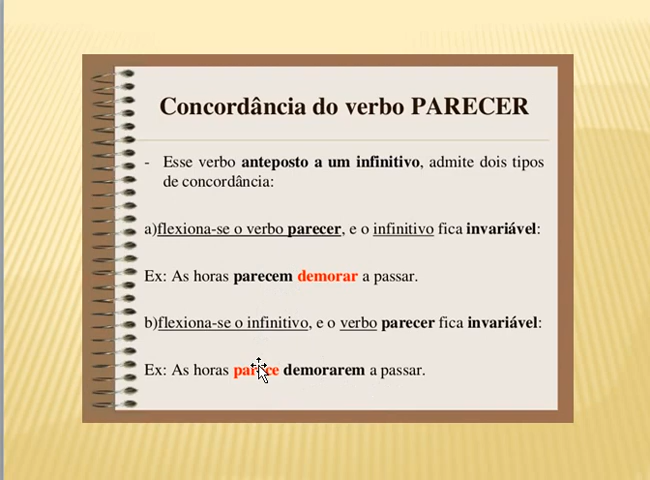 Concordância do verbo PARECER
- Esse verbo anteposto a um infinitivo, admite dois tipos
de concordância:
a)flexiona-se o verbo parecer, e o infinitivo fica invariável:
Ex: As horas parecem demorar a passar.
b)flexiona-se o infinitivo, e o verbo parecer fica invariável:
Ex: As horas parece demorarem a passar.